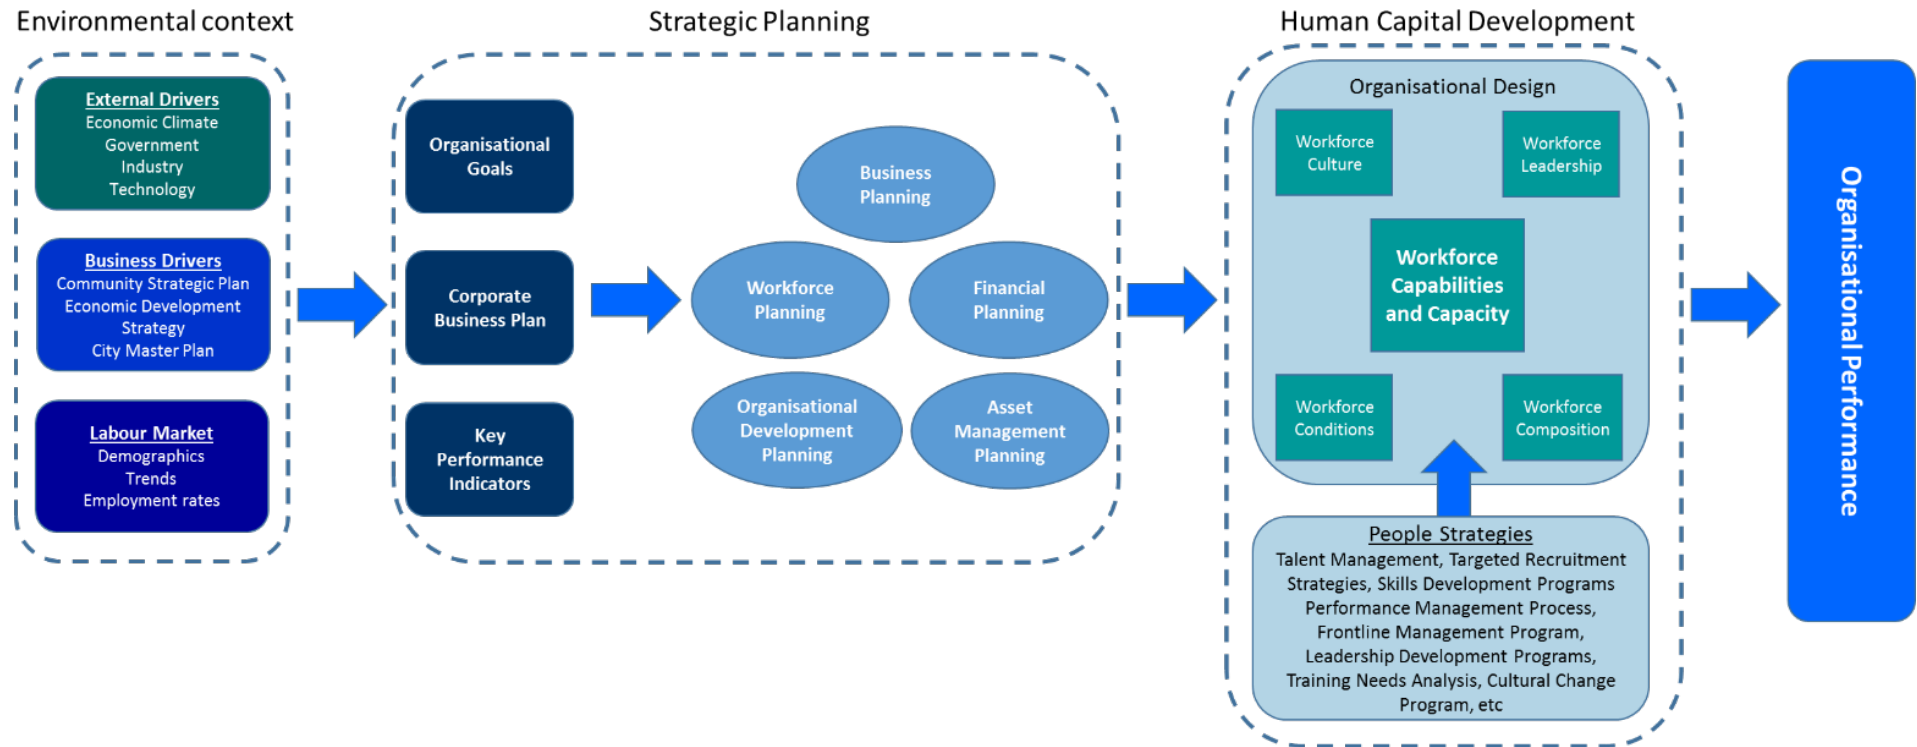 Environmental context
External Drivers
Economic Climate
Government
Industry
Technology
Business Drivers
Community Strategic Plan
Economic Development
Strategy
City Master Plan
Labour Market
Demographics
Trends
Employment rates
Strategic Planning
Organisational
Goals
Corporate
Business Plan
Key
Performance
Indicators
Business
Planning
Workforce
Planning
Financial
Planning
Organisational
Development
Planning
Asset
Management
Planning
Human Capital Development
Organisational Design
Workforce
Culture
Workforce
Leadership
Workforce
Capabilities
and Capacity
Workforce
Conditions
Workforce
Composition
People Strategies
Talent Management, Targeted Recruitment
Strategies, Skills Development Programs
Performance Management Process,
Frontline Management Program,
Leadership Development Programs,
Training Needs Analysis, Cultural Change
Program, etc
Organisational Performance